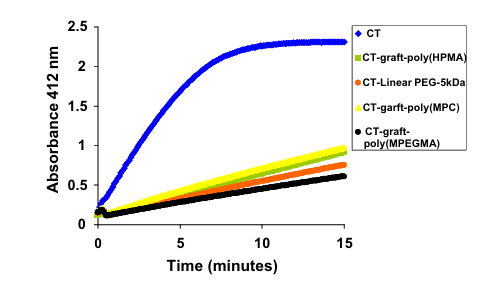 2.5
2
1.5
1
0.5
0
0
5
10
15
Absorbance 412 nm
Time (minutes)
CT
CT-graft-poly(HPMA)
CT-Linear PEG-5kDa
CT-garft-poly(MPC)
CT-graft-
poly(MPEGMA)